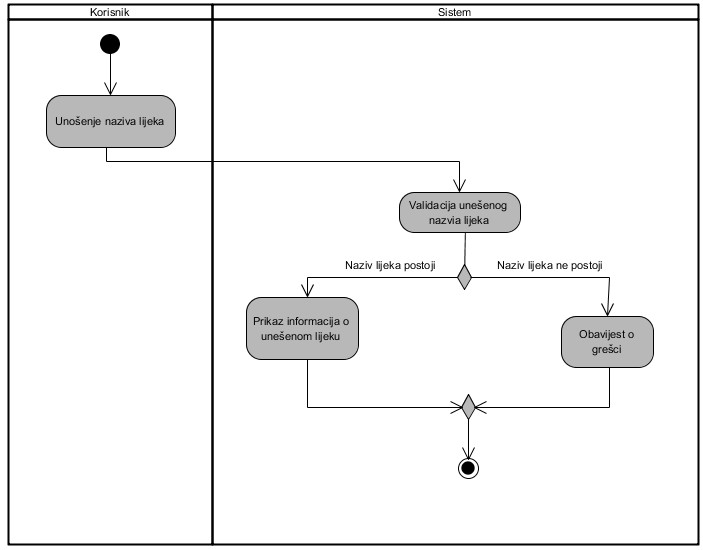 Korisnik
Sistem
Unošenje naziva lijeka
Validacija unešenog
nazvia lijeka
Naziv lijeka postoji
Naziv lijeka ne postoji
Prikaz informacija o
unešenom lijeku
Obavijest o
grešci